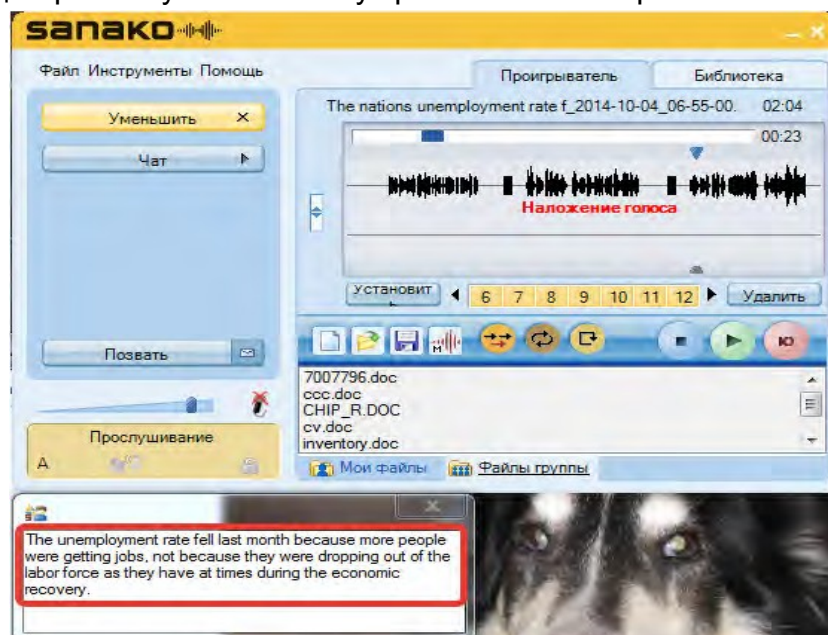 sanako
Файл Инструменты Помощь
Проигрыватель Библиотека
Уменьшить
Чат
The nations unemployment rate f_2014-10-04_06-55-00. 02:04
00:23
Наложение голоса
Установит
ь
6 7 8 9 10 11 12
Удалить
Позвать
M
7007796.doc
ccc.doc
CHIP_R.DOC
cv.doc
inventory.doc
Прослушивание
A
Мои файлы Файлы группы
The unemployment rate fell last month because more people
were getting jobs, not because they were dropping out of the
labor force as they have at times during the economic
recovery.